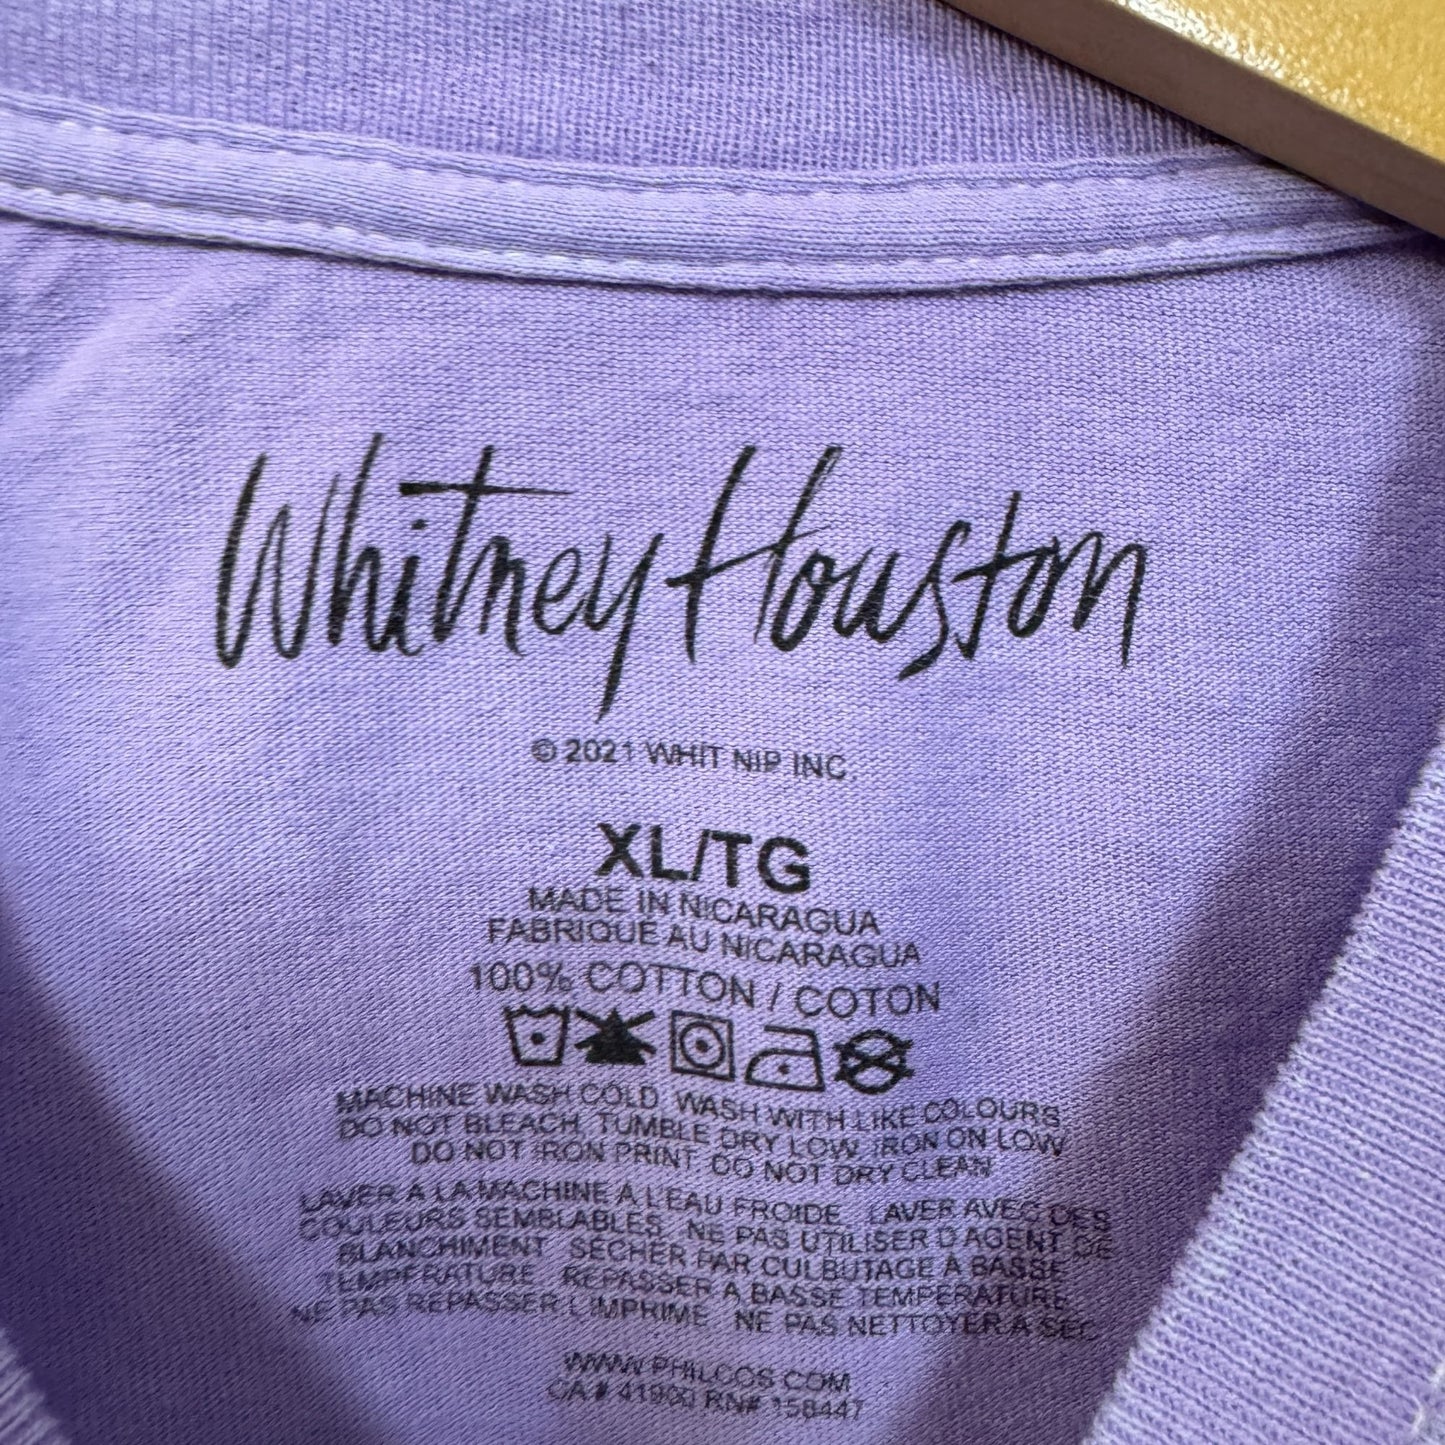 Whitney Houston
© 2021 WHIT NIP INC.
XL/TG
MADE IN NICARAGUA
FABRIQUE AU NICARAGUA
100% COTTON / COTON
MACHINE WASH COLD. WASH WITH LIKE COLOURS.
DO NOT BLEACH. TUMBLE DRY LOW. IRON ON LOW.
DO NOT IRON PRINT. DO NOT DRY CLEAN.
LAVER A LA MACHINE A L'EAU FROIDE. LAVER AVEC DES
COULEURS SEMBLABLES. NE PAS UTILISER D'AGENT DE
BLANCHIMENT. SECHER PAR CULBUTAGE A BASSE
TEMPERATURE. REPASSER A BASSE TEMPERATURE.
NE PAS REPASSER L'IMPRIME. NE PAS NETTOYER A SEC.
WWW.PHILCOS.COM
CA# 41900 RN# 158447